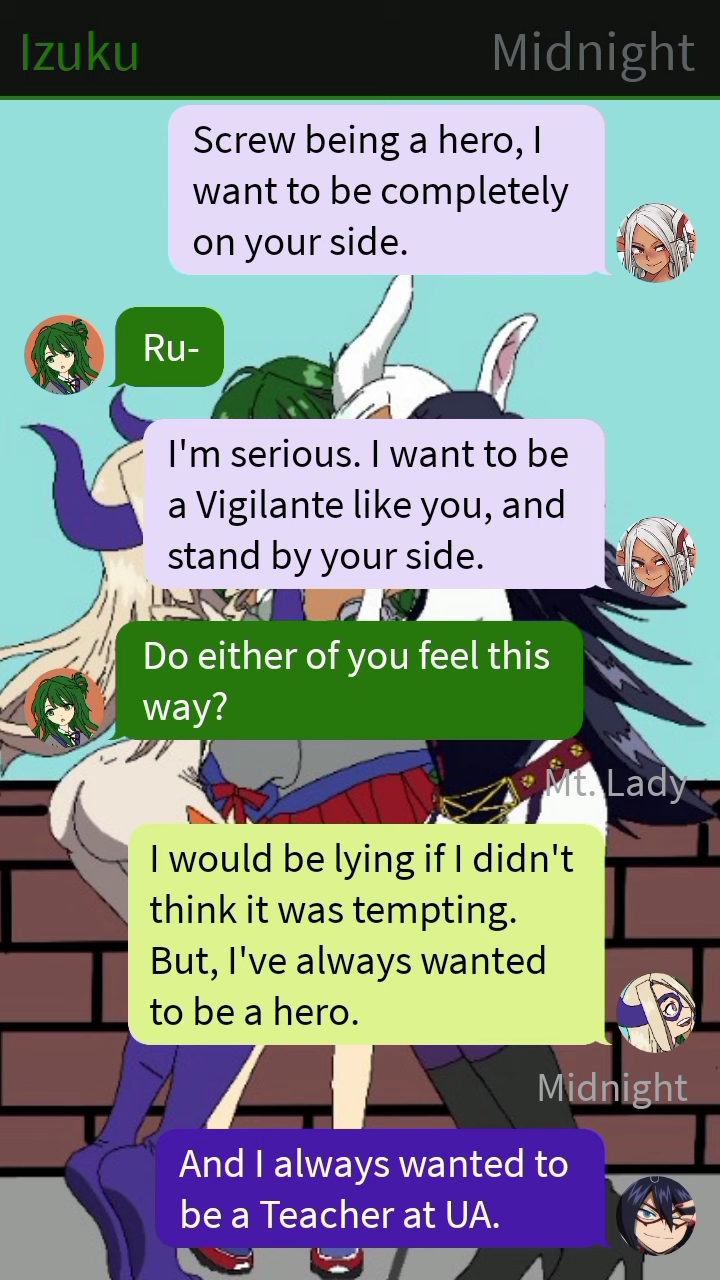 Izuku
Midnight
Screw being a hero, I
want to be completely
on your side.
Ru-
I'm serious. I want to be
a Vigilante like you, and
stand by your side.
Do either of you feel this
way?
Mt. Lady
I would be lying if I didn't
think it was tempting.
But, I've always wanted
to be a hero.
Midnight
And I always wanted to
be a Teacher at UA.